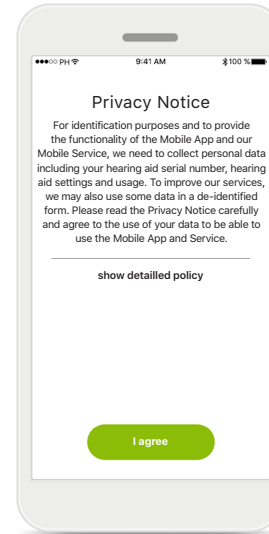 PH 9:41 AM 100 %
Privacy Notice
For identification purposes and to provide
the functionality of the Mobile App and our
Mobile Service, we need to collect personal data
including your hearing aid serial number, hearing
aid settings and usage. To improve our services,
we may also use some data in a de-identified
form. Please read the Privacy Notice carefully
and agree to the use of your data to be able to
use the Mobile App and Service.
show detailled policy
I agree